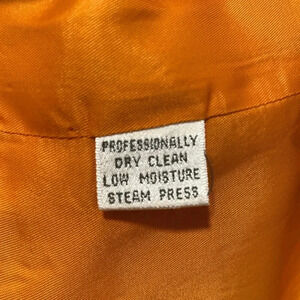 PROFESSIONALLY
DRY CLEAN
LOW MOISTURE
STEAM PRESS